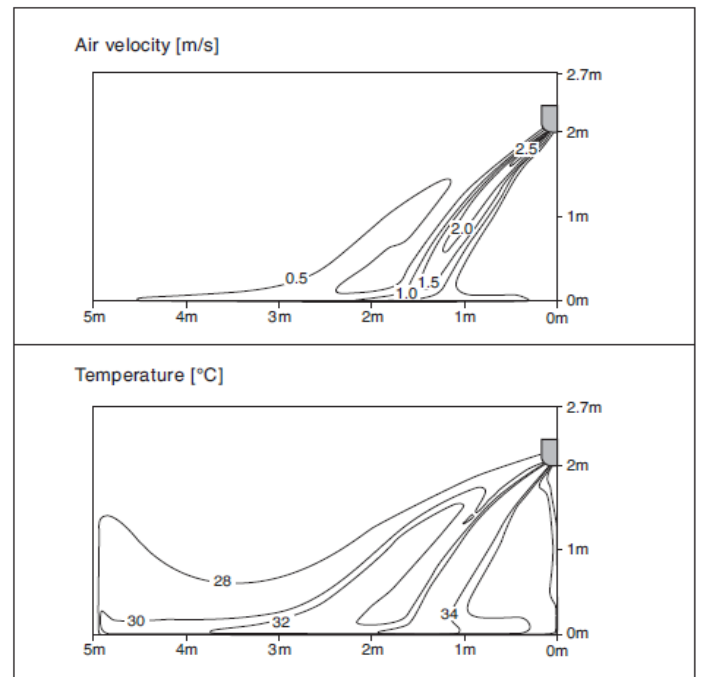 Air velocity [m/s]
2.7m
2m
2.5
1m
2.0
0.5
1.5
1.0
0m
5m 4m 3m 2m 1m 0m
Temperature [°C]
2.7m
2m
1m
28
34
30
32
0m
5m 4m 3m 2m 1m 0m